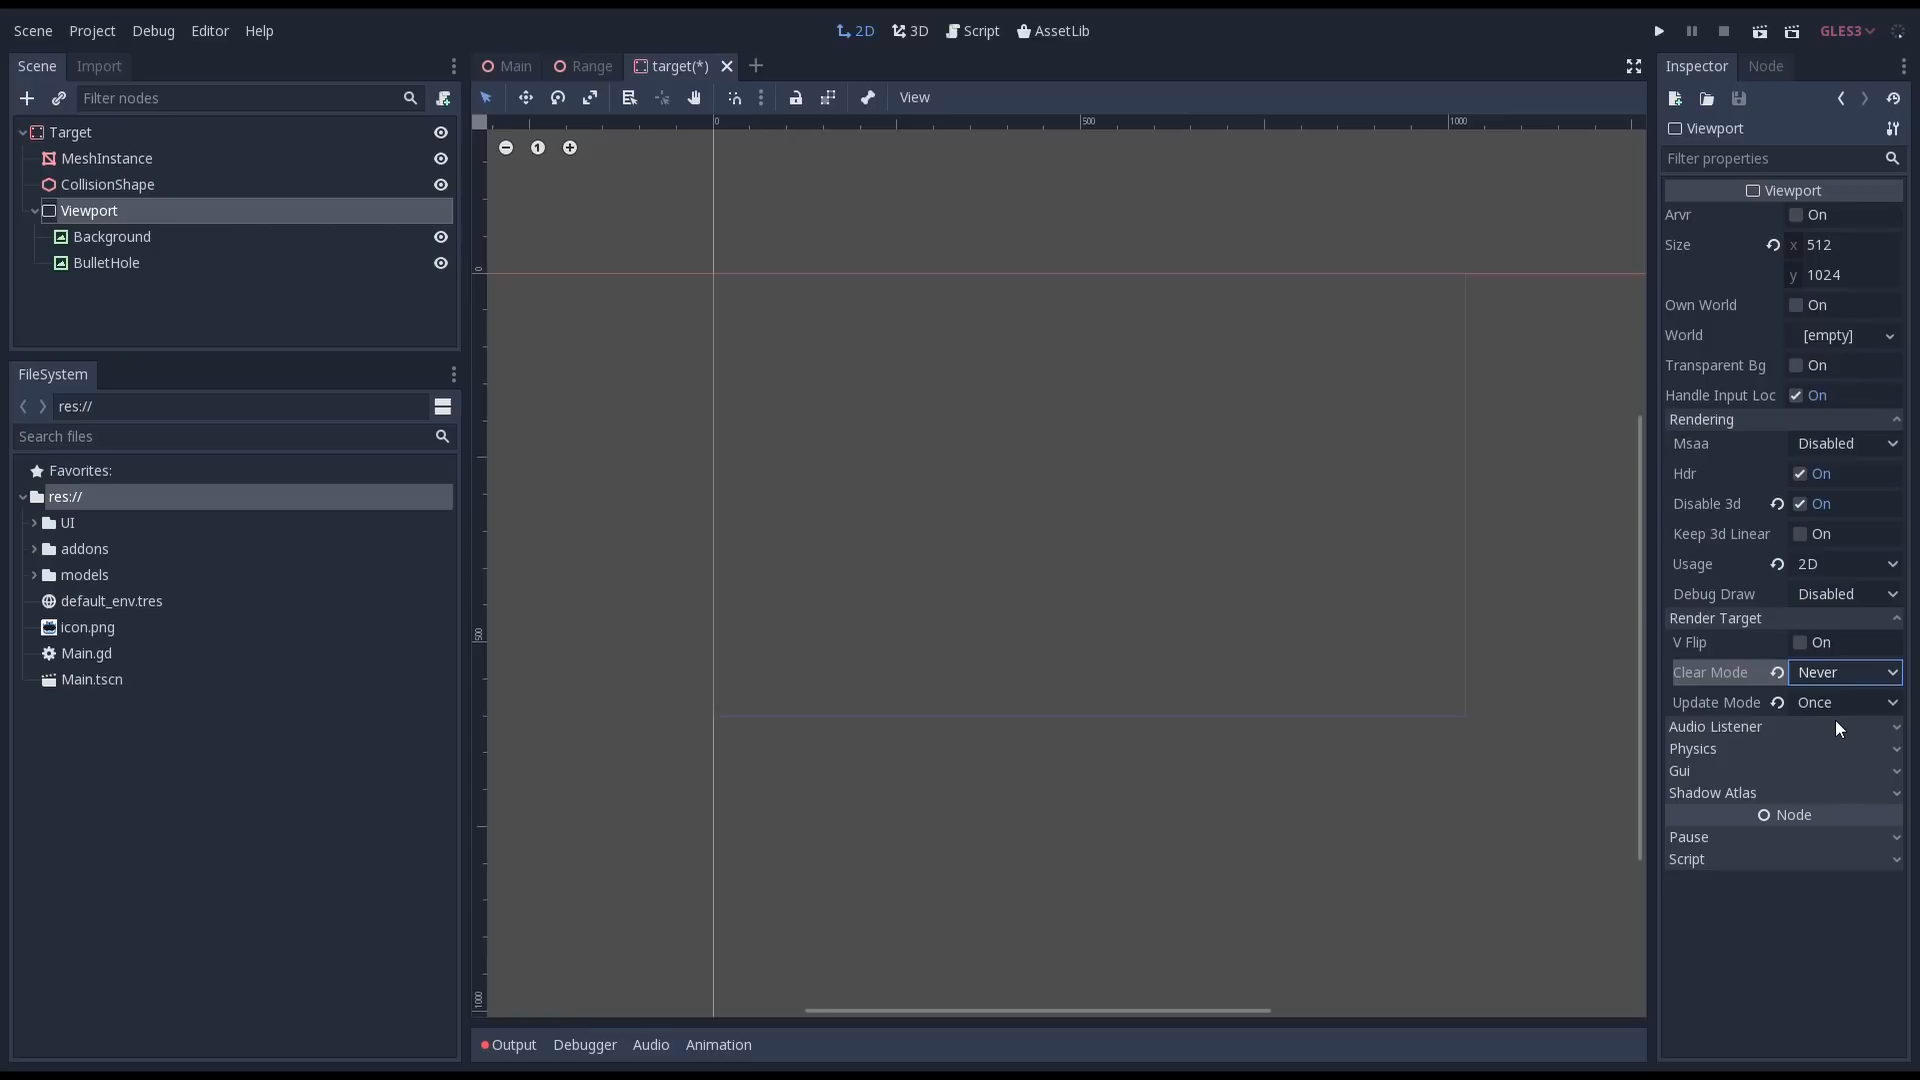 Scene Project Debug Editor Help 2D 3D Script AssetLib GLES3
Scene Import
Filter nodes
Target
MeshInstance
CollisionShape
Viewport
Background
BulletHole
FileSystem
res://
Search files
Favorites:
res://
UI
addons
models
default_env.tres
icon.png
Main.gd
Main.tscn
Main Range target(*)
View
0 500 1000
0
500
1000
1
Output Debugger Audio Animation
Inspector Node
Viewport
Filter properties
Viewport
Arvr On
Size x 512
y 1024
Own World On
World [empty]
Transparent Bg On
Handle Input Loc On
Rendering
Msaa Disabled
Hdr On
Disable 3d On
Keep 3d Linear On
Usage 2D
Debug Draw Disabled
Render Target
V Flip On
Clear Mode Never
Update Mode Once
Audio Listener
Physics
Gui
Shadow Atlas
Node
Pause
Script